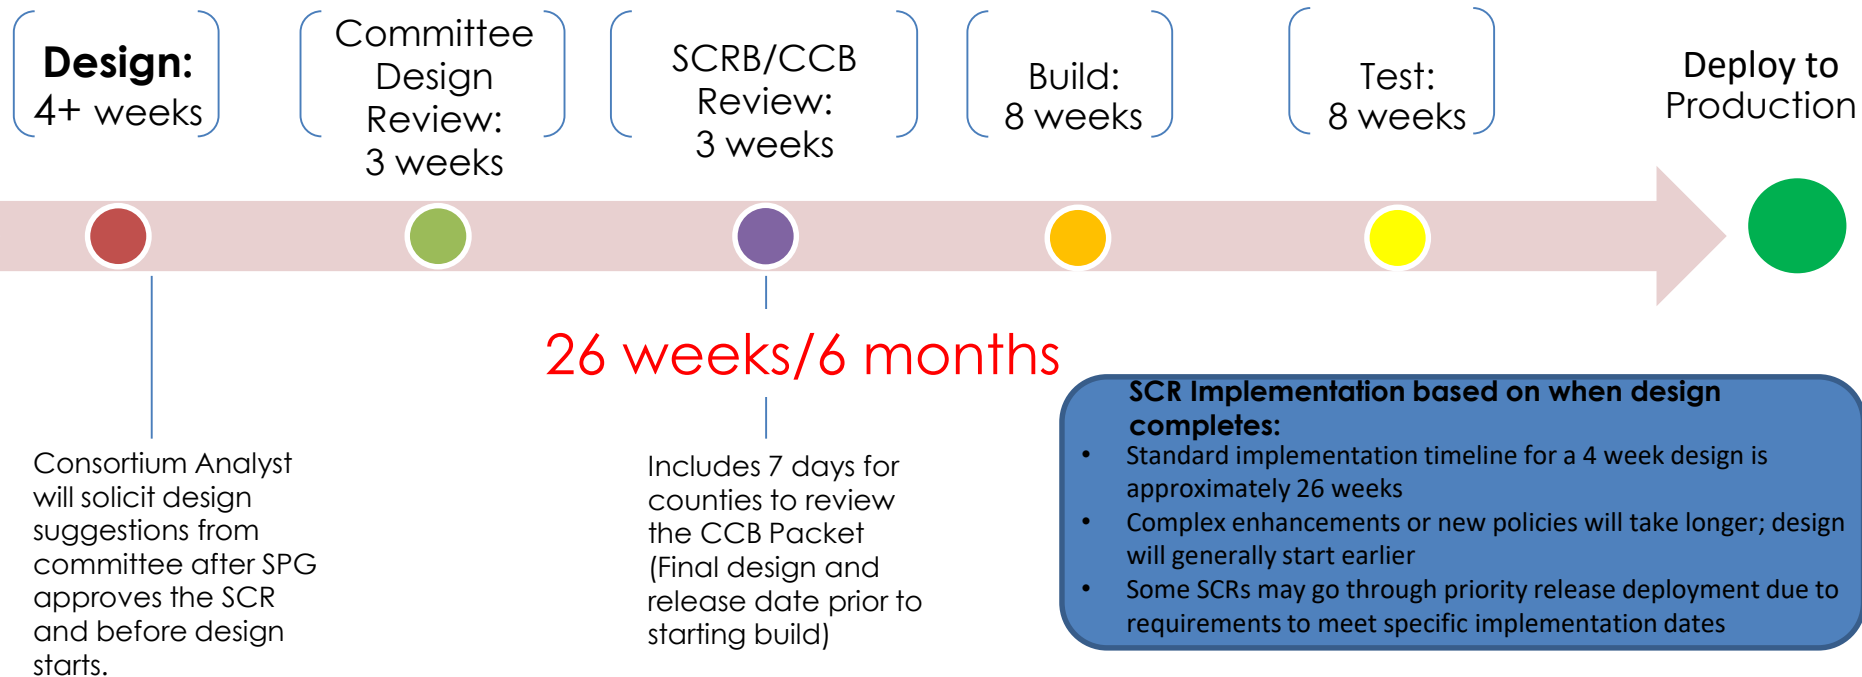 Design:
4+ weeks
Committee
Design
Review:
3 weeks
SCRB/CCB
Review:
3 weeks
Build:
8 weeks
Test:
8 weeks
Deploy to
Production
26 weeks/6 months
Consortium Analyst
will solicit design
suggestions from
committee after SPG
approves the SCR
and before design
starts.
Includes 7 days for
counties to review
the CCB Packet
(Final design and
release date prior to
starting build)
SCR Implementation based on when design
completes:
• Standard implementation timeline for a 4 week design is
approximately 26 weeks
• Complex enhancements or new policies will take longer; design
will generally start earlier
• Some SCRs may go through priority release deployment due to
requirements to meet specific implementation dates